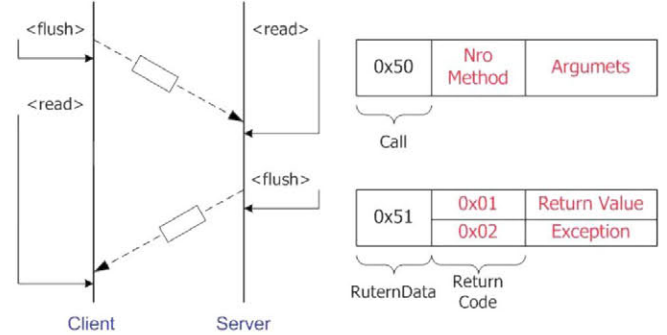 <flush>
<read>
<read>
<flush>
Client
Server
0x50
Nro
Method
Argumets
Call
0x51
0x01
Return Value
0x02
Exception
RuternData
Return
Code